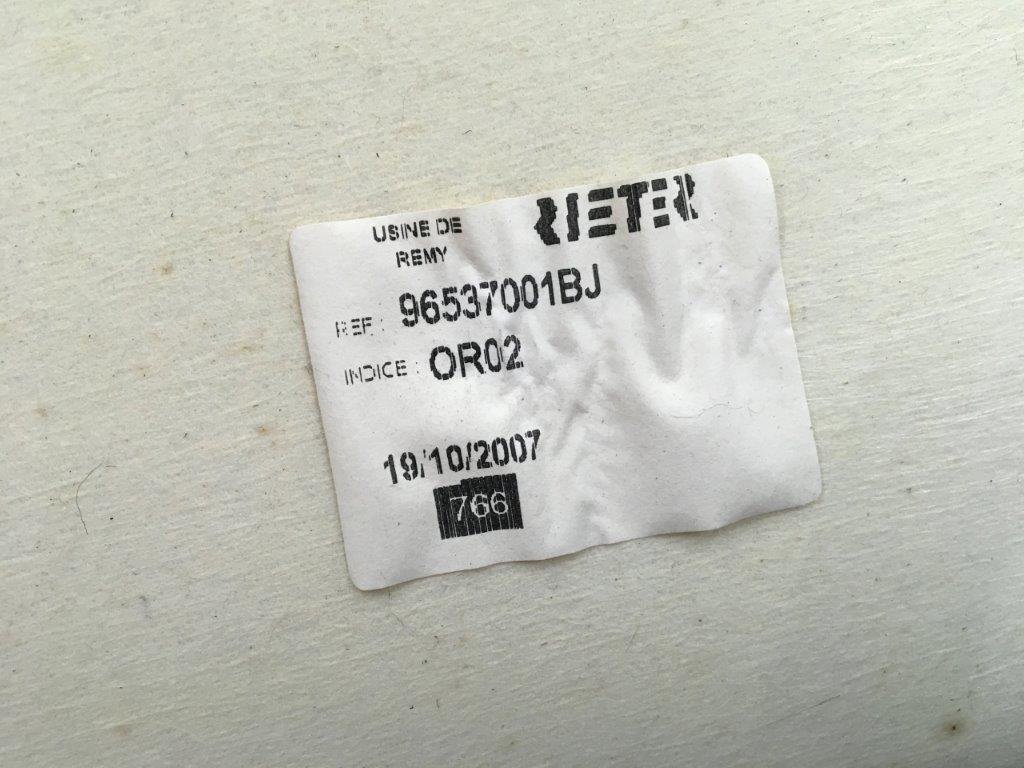 USINE DE
REMY
RIETER
REF : 96537001BJ
INDICE : OR02
19/10/2007
766